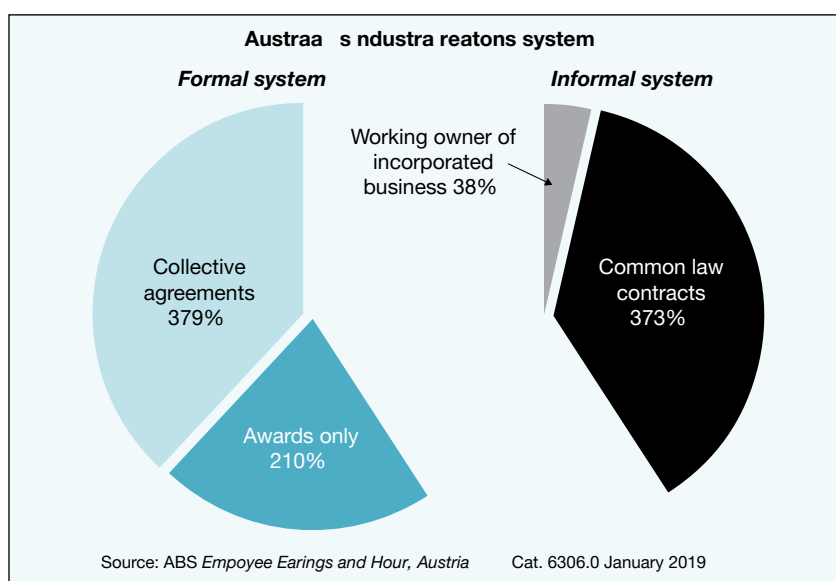 Austraa s ndustra reatons system
Formal system
Informal system
Working owner of
incorporated
business 38%
Collective
agreements
379%
Common law
contracts
373%
Awards only
210%
Source: ABS Empoyee Earings and Hour, Austria Cat. 6306.0 January 2019